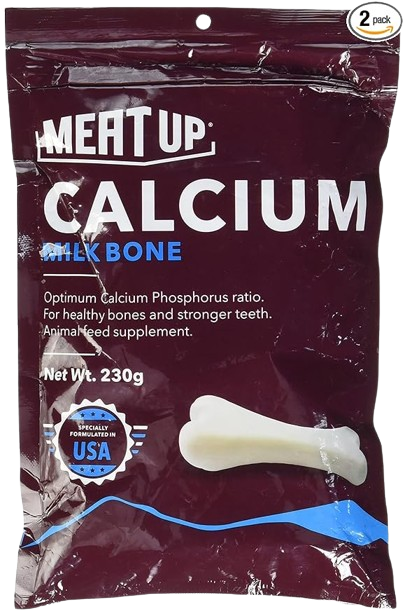 2
pack
MEAT UP®
CALCIUM
MILK BONE
Optimum Calcium Phosphorus ratio.
For healthy bones and stronger teeth.
Animal feed supplement.
Net Wt. 230g
SPECIALLY
FORMULATED IN
USA